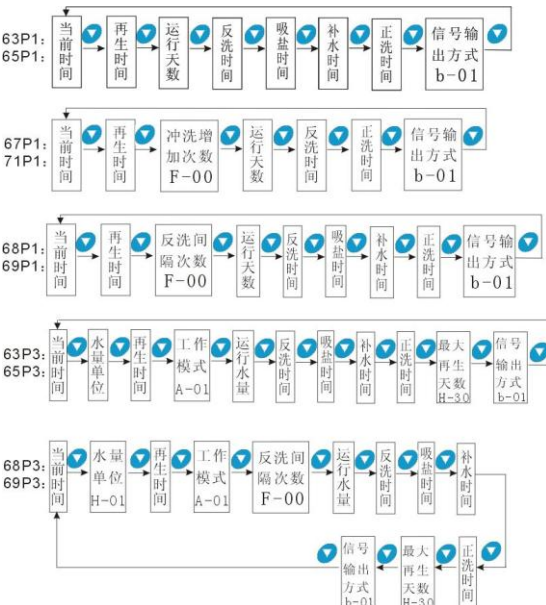 63P1:
65P1:
当前时间
再生时间
运行天数
反洗时间
吸盐时间
补水时间
正洗时间
信号输
出方式
b-01
67P1:
71P1:
当前时间
再生时间
冲洗增
加次数
F-00
运行天数
反洗时间
正洗时间
信号输
出方式
b-01
68P1:
69P1:
当前时间
再生时间
反洗间
隔次数
F-00
运行天数
反洗时间
吸盐时间
补水时间
正洗时间
信号输
出方式
b-01
63P3:
65P3:
当前时间
水量单位
再生时间
工作
模式
A-01
运行水量
反洗时间
吸盐时间
补水时间
正洗时间
最大
再生
天数
H-30
信号
输出
方式
b-01
68P3:
69P3:
当前时间
水量
单位
H-01
再生时间
工作
模式
A-01
反洗间
隔次数
F-00
运行水量
反洗时间
吸盐时间
补水时间
正洗时间
最大
再生
天数
H-30
信号
输出
方式
b-01